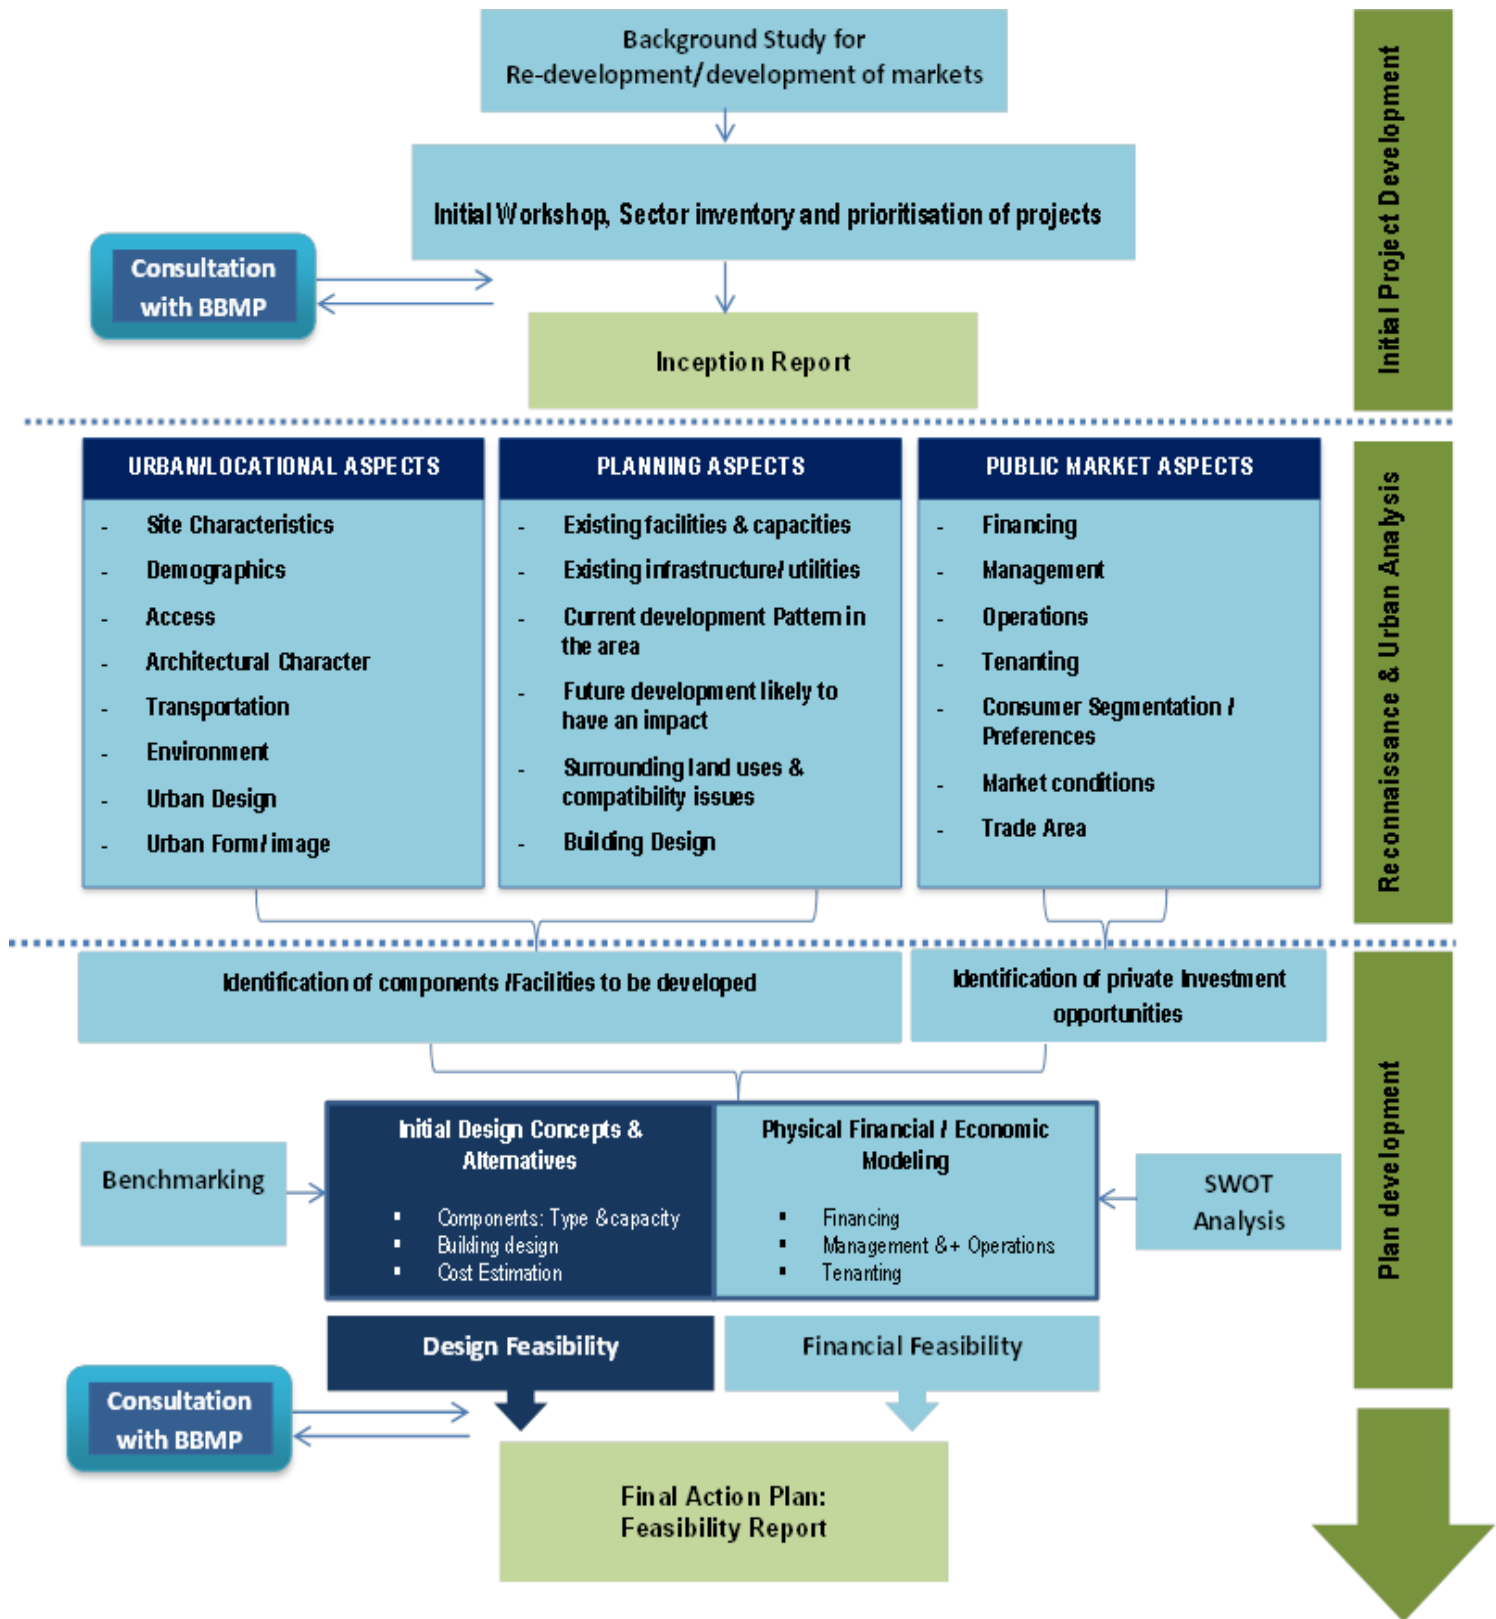 Background Study for
Re-development/development of markets
Initial Workshop, Sector inventory and prioritisation of projects
Consultation
with BBMP
Inception Report
Initial Project Development
URBAN/LOCATIONAL ASPECTS
- Site Characteristics
- Demographics
- Access
- Architectural Character
- Transportation
- Environment
- Urban Design
- Urban Form/ image
PLANNING ASPECTS
- Existing facilities & capacities
- Existing infrastructure/ utilities
- Current development Pattern in
the area
- Future development likely to
have an impact
- Surrounding land uses &
compatibility issues
- Building Design
PUBLIC MARKET ASPECTS
- Financing
- Management
- Operations
- Tenanting
- Consumer Segmentation /
Preferences
- Market conditions
- Trade Area
Reconnaissance & Urban Analysis
Identification of components /Facilities to be developed
Identification of private Investment
opportunities
Benchmarking
Initial Design Concepts &
Alternatives
▪ Components: Type & capacity
▪ Building design
▪ Cost Estimation
Physical Financial / Economic
Modeling
▪ Financing
▪ Management & + Operations
▪ Tenanting
SWOT
Analysis
Plan development
Design Feasibility
Financial Feasibility
Consultation
with BBMP
Final Action Plan:
Feasibility Report